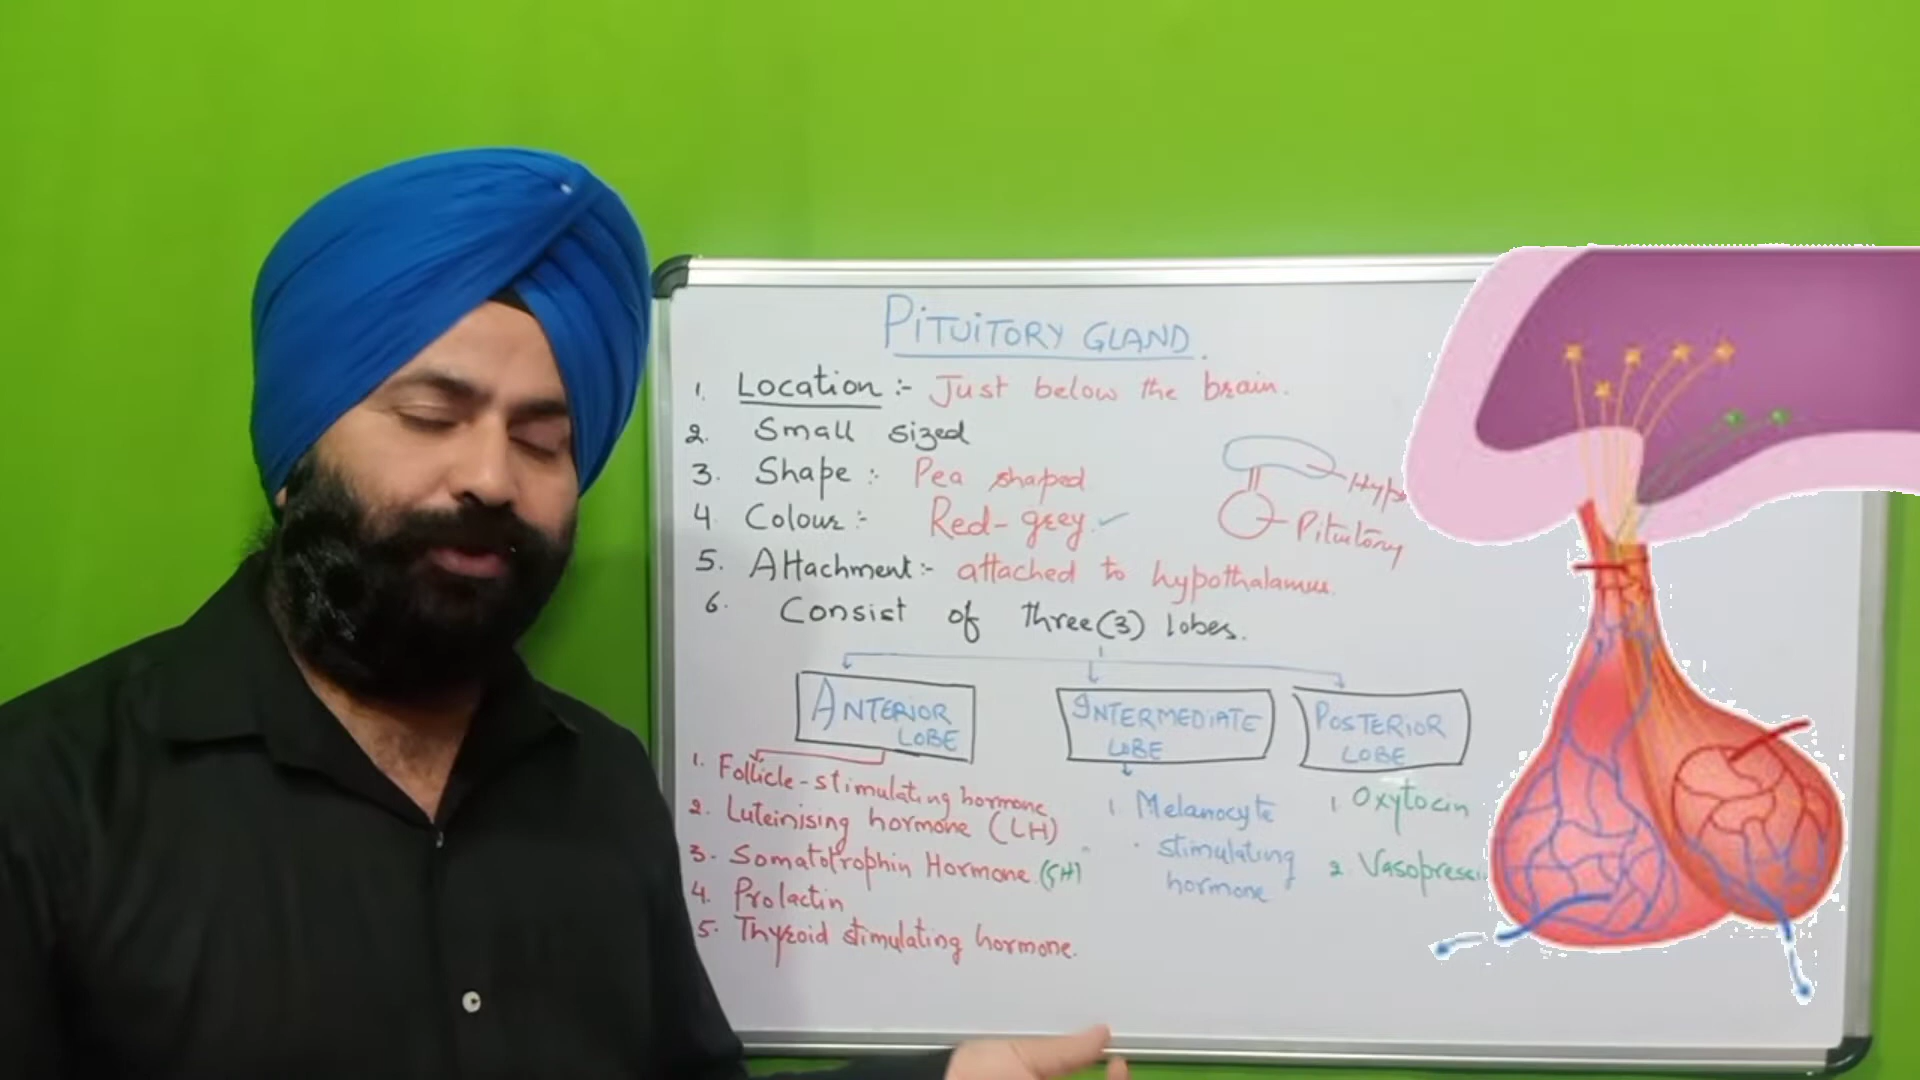 PITUITORY GLAND.
1. Location :- Just below the brain.
2. Small sized
3. Shape :- Pea shaped
4. Colour :- Red-grey.
Pituitory
5. Attachment :- attached to hypothalamus.
6. Consist of three(3) lobes.
ANTERIOR LOBE
INTERMEDIATE LOBE
POSTERIOR LOBE
1. Follicle-stimulating hormone
2. Luteinising hormone (LH)
3. Somatotrophin Hormone (GH)
4. Prolactin
5. Thyroid stimulating hormone.
1. Melanocyte
stimulating
hormone
1. Oxytocin
2. Vasopressi